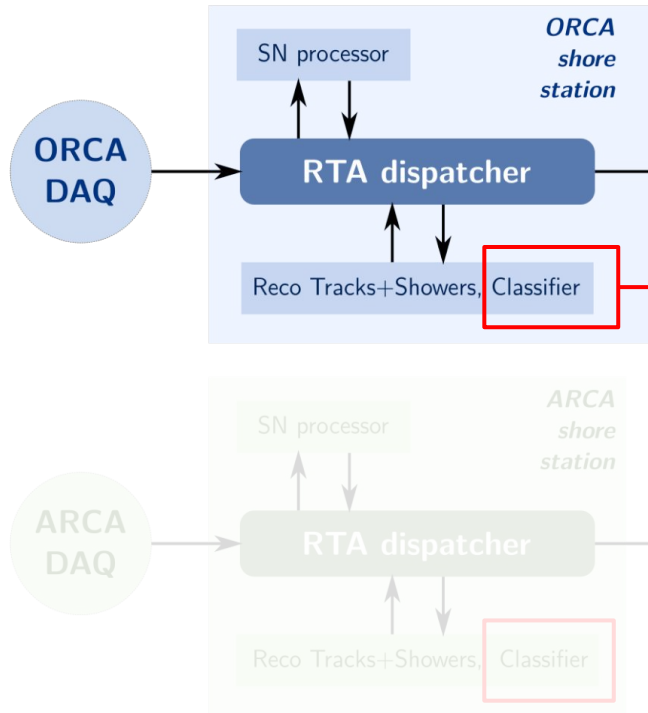 ORCA
shore
station
SN processor
ORCA
DAQ
RTA dispatcher
Reco Tracks+Showers, Classifier
ARCA
shore
station
SN processor
ARCA
DAQ
RTA dispatcher
Reco Tracks+Showers, Classifier